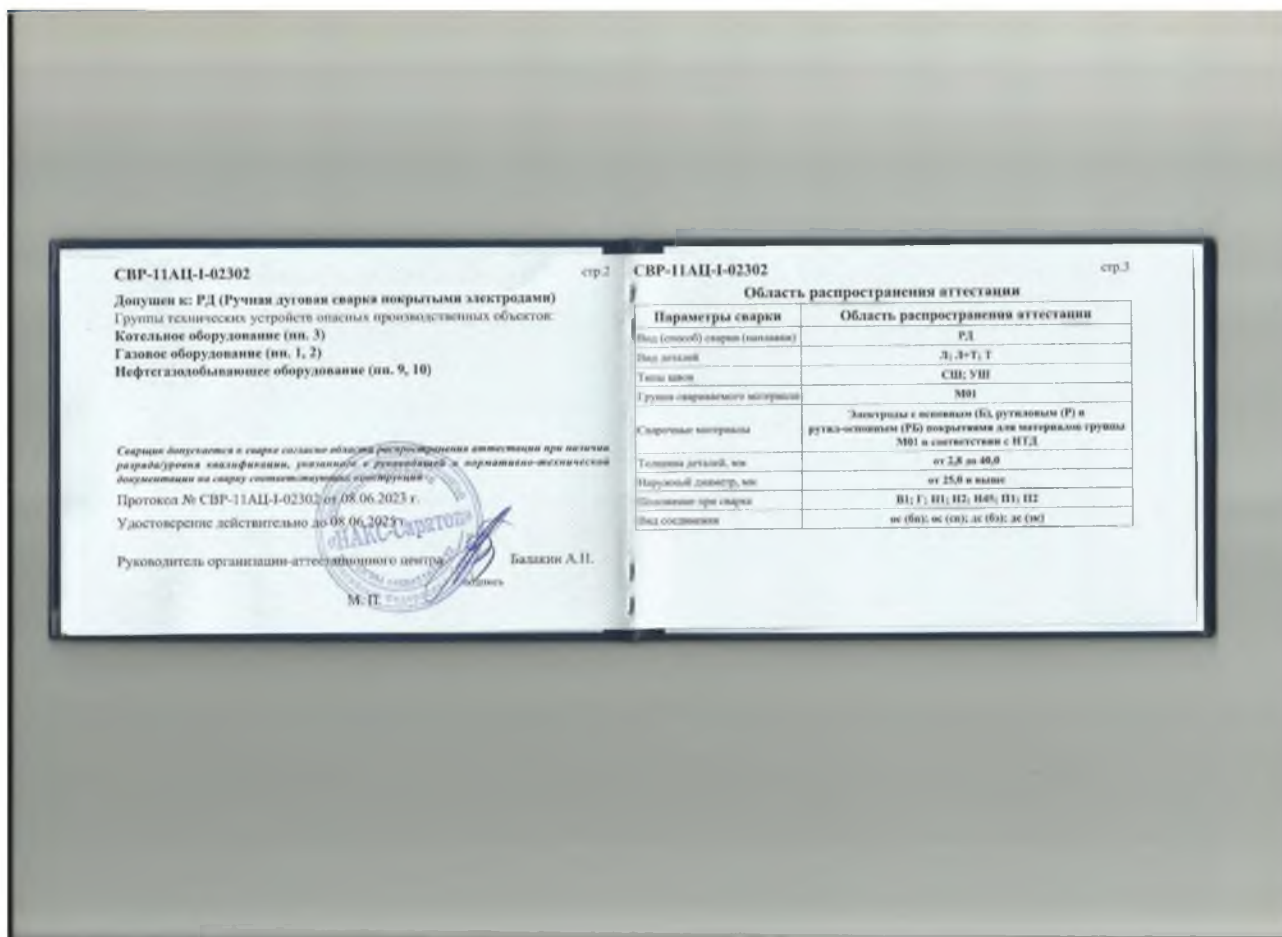 СВР-11АЦ-I-02302 стр.2
Допущен к: РД (Ручная дуговая сварка покрытыми электродами)
Группы технических устройств опасных производственных объектов:
Котельное оборудование (пп. 3)
Газовое оборудование (пп. 1, 2)
Нефтегазодобывающее оборудование (пп. 9, 10)
Сварщик допускается к сварке согласно области распространения аттестации при наличии
разряда/уровня квалификации, указанного в руководящей и нормативно-технической
документации на сварку соответствующих конструкций
Протокол № СВР-11АЦ-I-02302 от 08.06.2023 г.
Удостоверение действительно до 08.06.2025 г.
«НАКС-Саратов»
Руководитель организации-аттестационного центра Балакин А.Н.
подпись
М. П.
СВР-11АЦ-I-02302 стр.3
Область распространения аттестации
Параметры сварки Область распространения аттестации
Вид (способ) сварки (наплавки) РД
Вид деталей Л; Л+Т; Т
Типы швов СШ; УШ
Группа свариваемого материала М01
Сварочные материалы Электроды с основным (Б), рутиловым (Р) и
рутил-основным (РБ) покрытиями для материалов группы
М01 в соответствии с НТД
Толщина деталей, мм от 2,8 до 40,0
Наружный диаметр, мм от 25,0 и выше
Положение при сварке В1; Г; Н1; Н2; Н45; П1; П2
Вид соединения ос (бп); ос (сп); дс (бз); дс (зк)